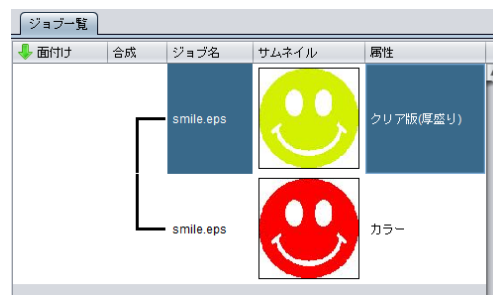 ジョブ一覧
面付け 合成 ジョブ名 サムネイル 属性
smile.eps クリア版(厚盛り)
smile.eps カラー